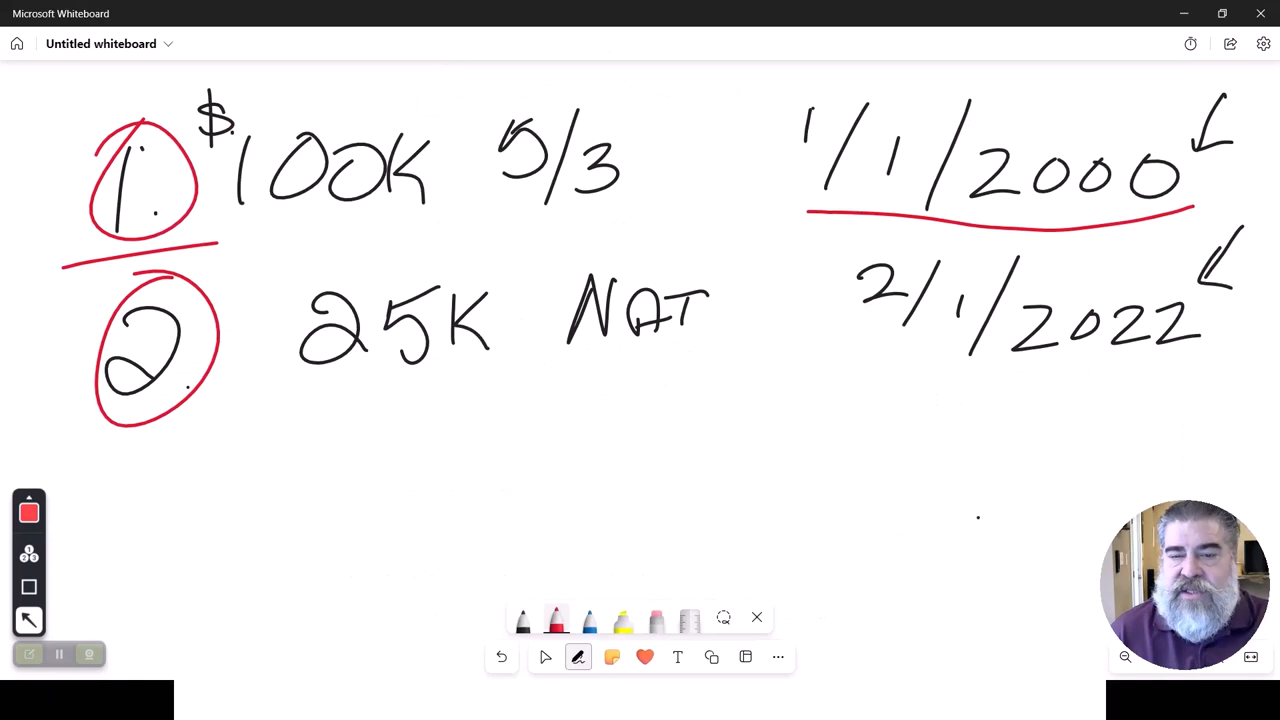 Microsoft Whiteboard
Untitled whiteboard
1. $100K 5/3 1/1/2000
2. 25K NAT 2/1/2022